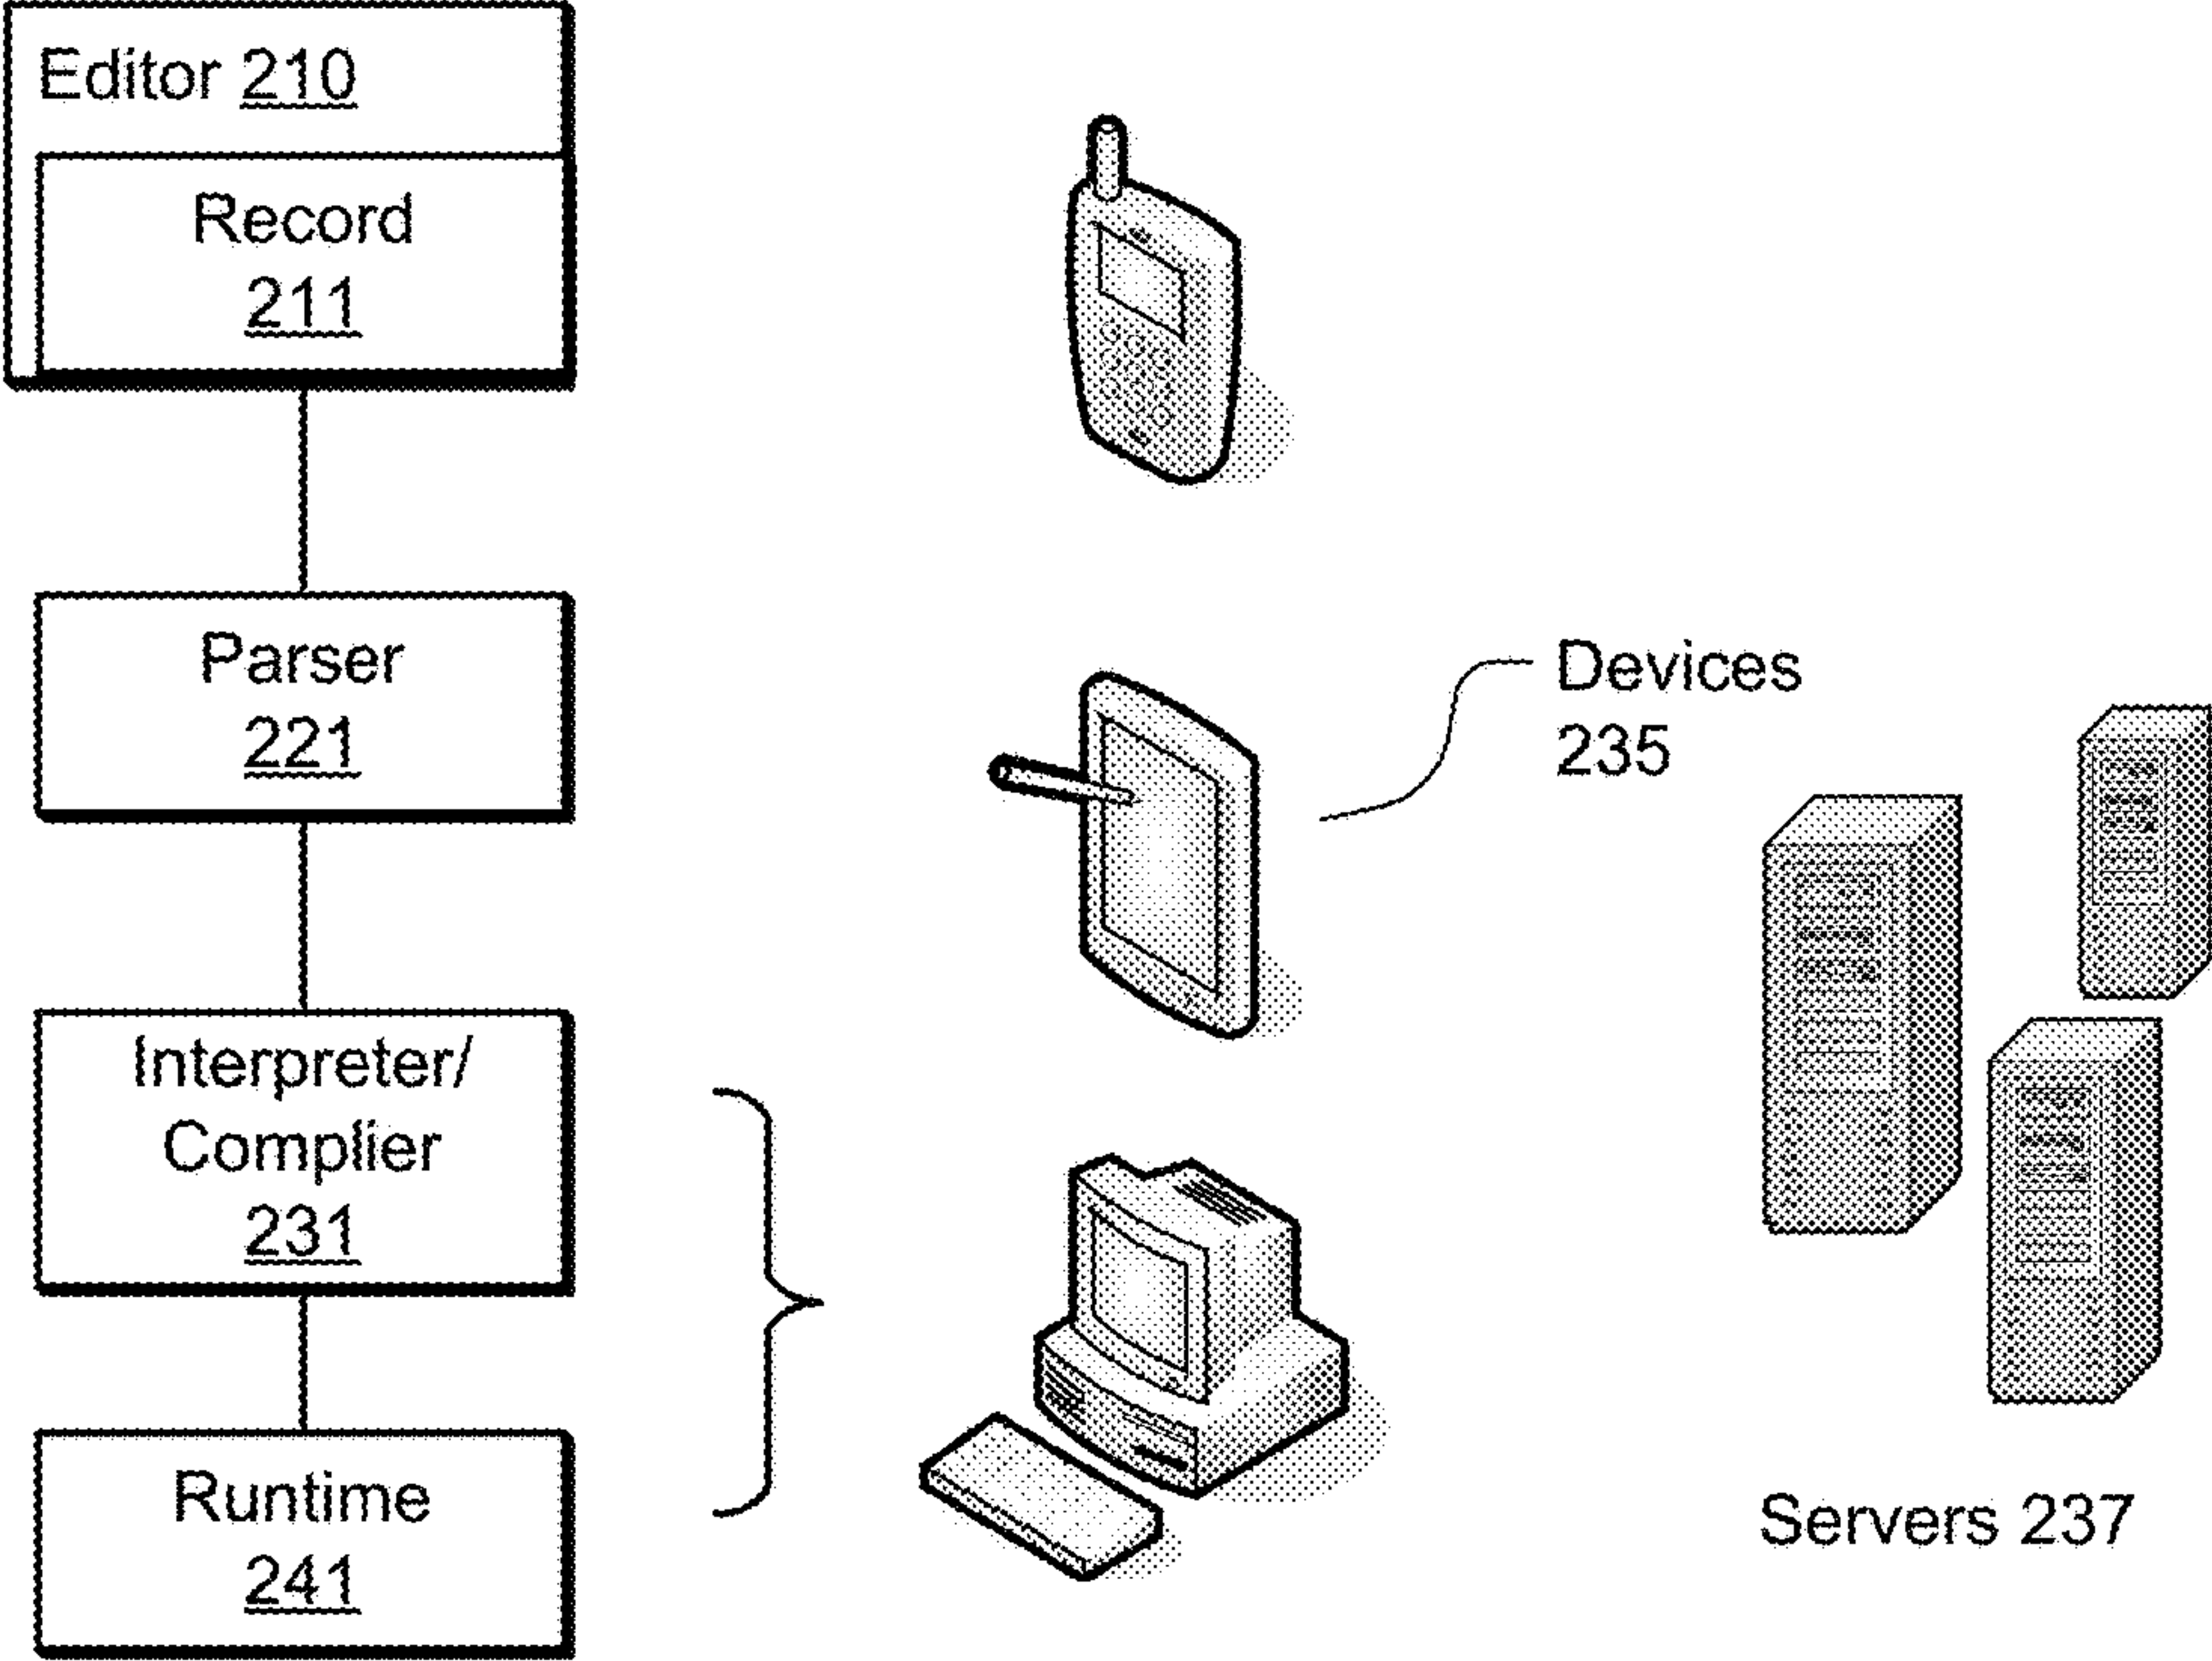 Editor 210
Record
211
Parser
221
Interpreter/
Complier
231
Runtime
241
Devices
235
Servers 237